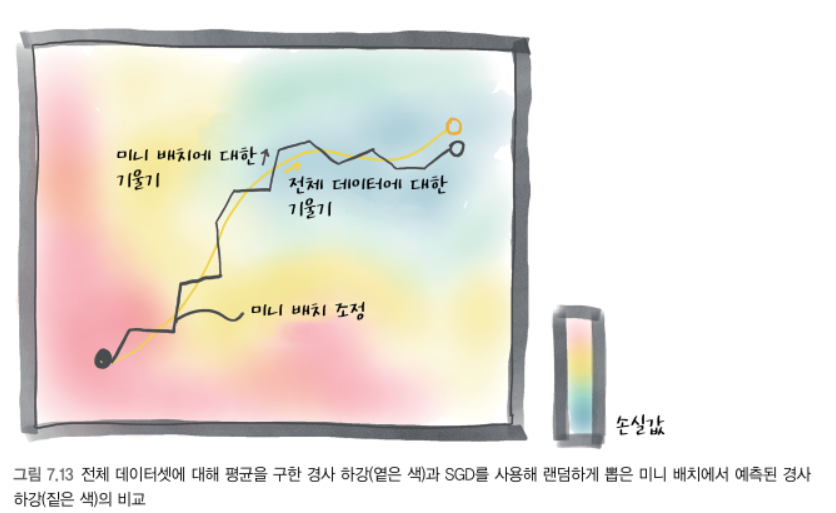 미니 배치에 대한
기울기
전체 데이터에 대한
기울기
미니 배치 조정
손실값
그림 7.13 전체 데이터셋에 대해 평균을 구한 경사 하강(옅은 색)과 SGD를 사용해 랜덤하게 뽑은 미니 배치에서 예측된 경사
하강(짙은 색)의 비교